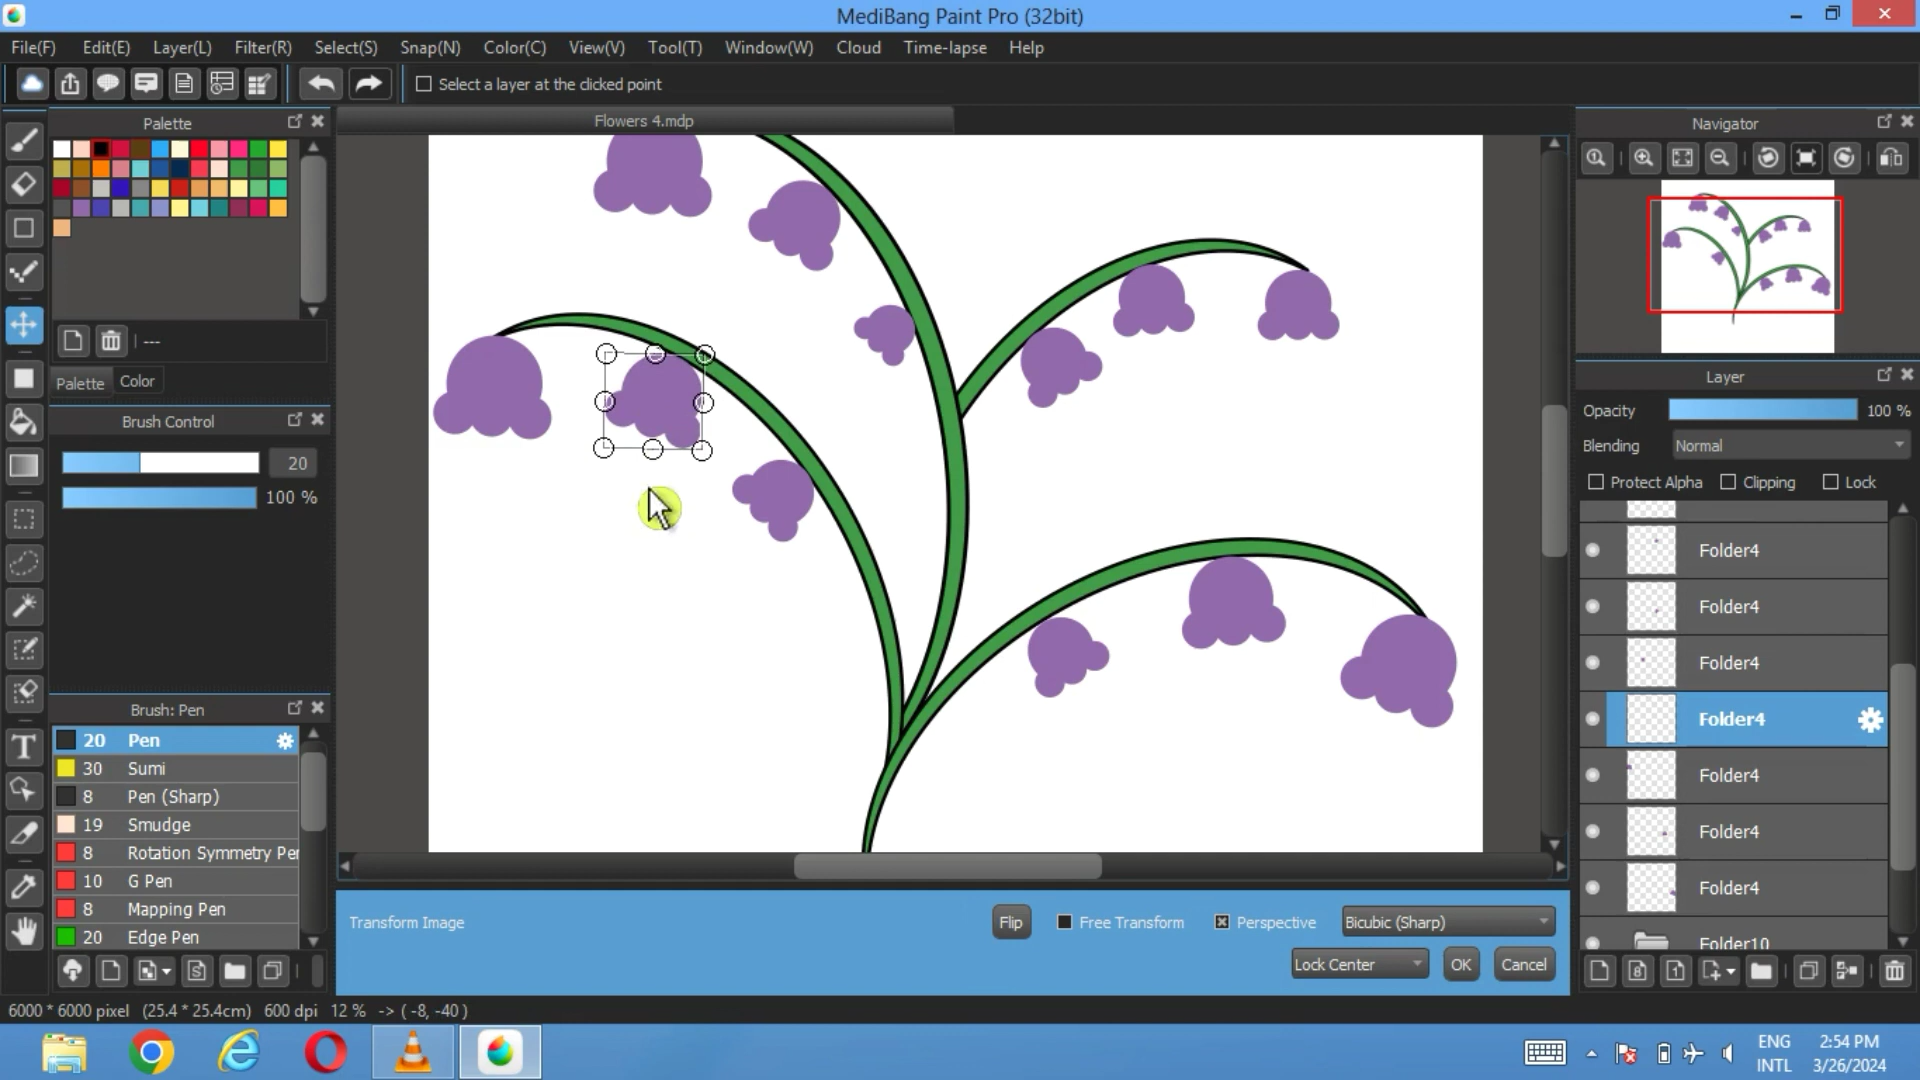 MediBang Paint Pro (32bit)
File(F) Edit(E) Layer(L) Filter(R) Select(S) Snap(N) Color(C) View(V) Tool(T) Window(W) Cloud Time-lapse Help
Select a layer at the clicked point
Palette
Flowers 4.mdp
Navigator
---
Palette Color
Brush Control
20
100 %
Brush: Pen
20 Pen
30 Sumi
8 Pen (Sharp)
19 Smudge
8 Rotation Symmetry Per
10 G Pen
8 Mapping Pen
20 Edge Pen
Layer
Opacity 100 %
Blending Normal
Protect Alpha Clipping Lock
Folder4
Folder4
Folder4
Folder4
Folder4
Folder4
Folder4
Folder10
Transform Image Flip Free Transform Perspective Bicubic (Sharp)
Lock Center OK Cancel
6000 * 6000 pixel (25.4 * 25.4cm) 600 dpi 12 % -> ( -8, -40 )
ENG 2:54 PM
INTL 3/26/2024